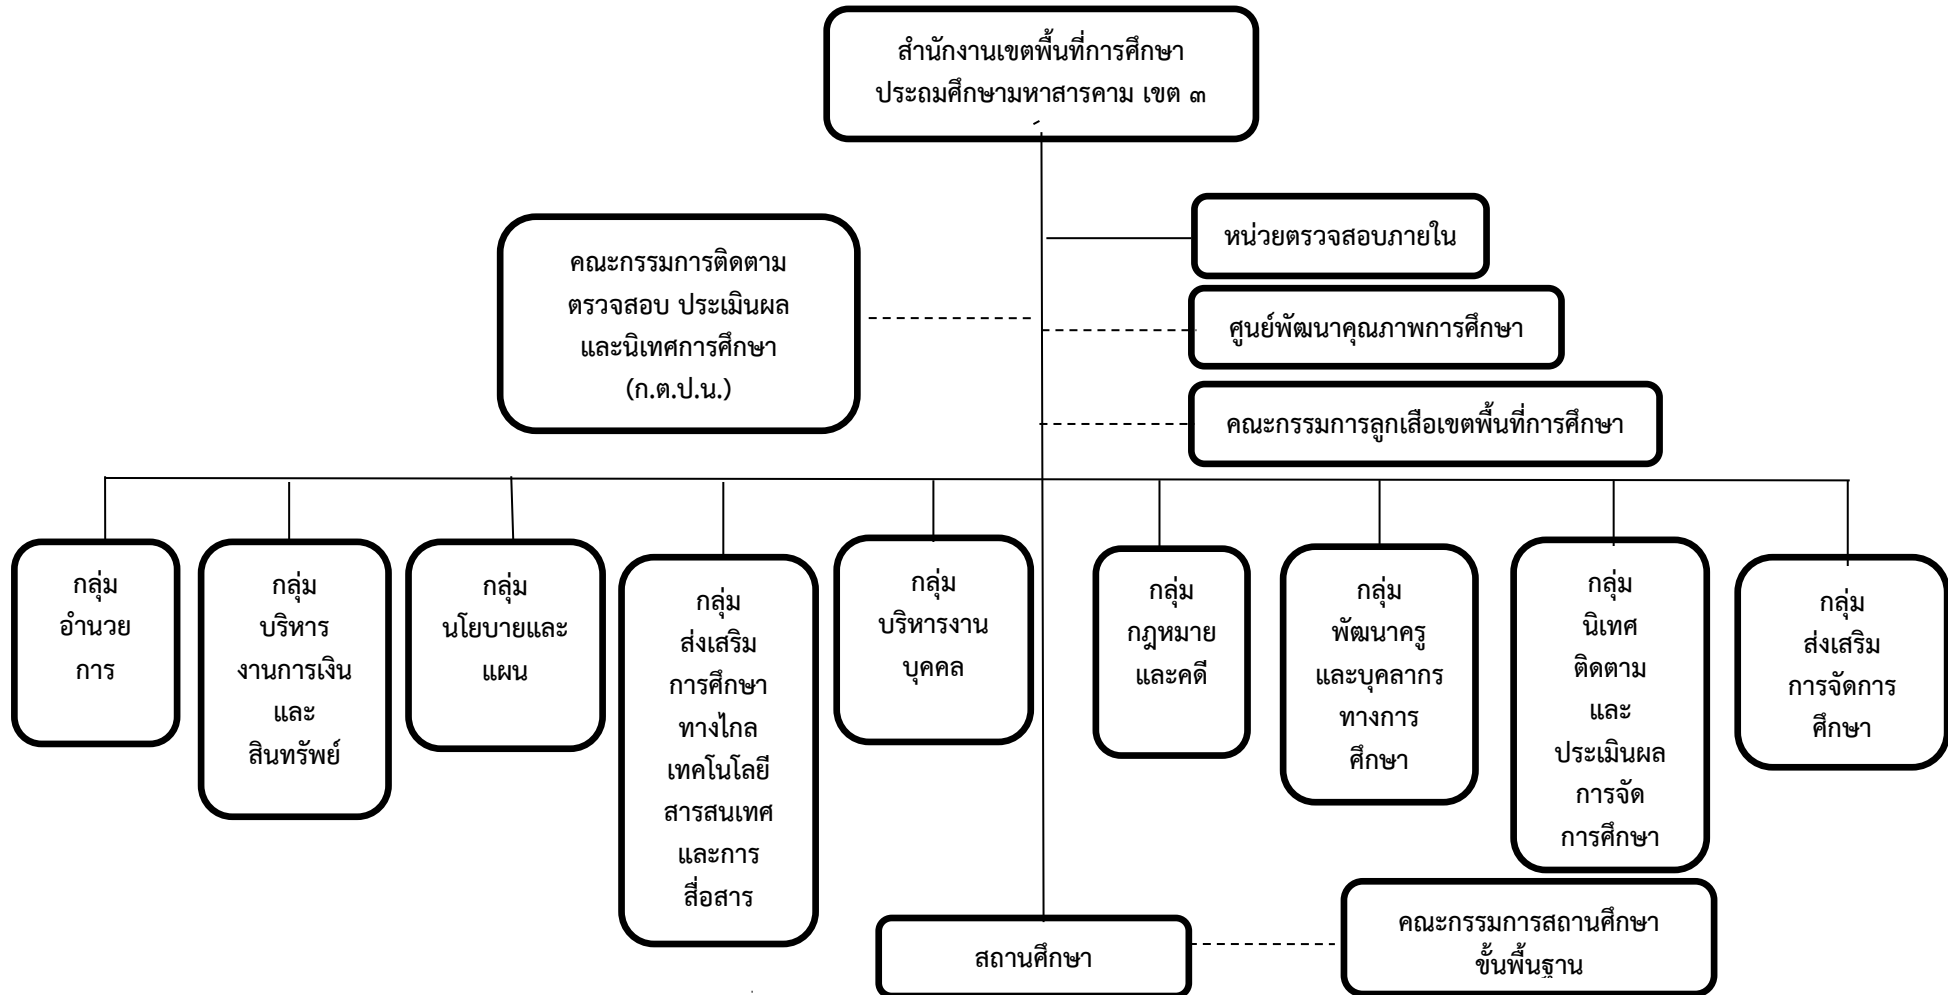 สำนักงานเขตพื้นที่การศึกษา
ประถมศึกษามหาสารคาม เขต ๓
หน่วยตรวจสอบภายใน
คณะกรรมการติดตาม
ตรวจสอบ ประเมินผล
และนิเทศการศึกษา
(ก.ต.ป.น.)
ศูนย์พัฒนาคุณภาพการศึกษา
คณะกรรมการลูกเสือเขตพื้นที่การศึกษา
กลุ่ม
อำนวย
การ
กลุ่ม
บริหาร
งานการเงิน
และ
สินทรัพย์
กลุ่ม
นโยบายและ
แผน
กลุ่ม
ส่งเสริม
การศึกษา
ทางไกล
เทคโนโลยี
สารสนเทศ
และการ
สื่อสาร
กลุ่ม
บริหารงาน
บุคคล
กลุ่ม
กฎหมาย
และคดี
กลุ่ม
พัฒนาครู
และบุคลากร
ทางการ
ศึกษา
กลุ่ม
นิเทศ
ติดตาม
และ
ประเมินผล
การจัด
การศึกษา
กลุ่ม
ส่งเสริม
การจัดการ
ศึกษา
สถานศึกษา
คณะกรรมการสถานศึกษา
ขั้นพื้นฐาน